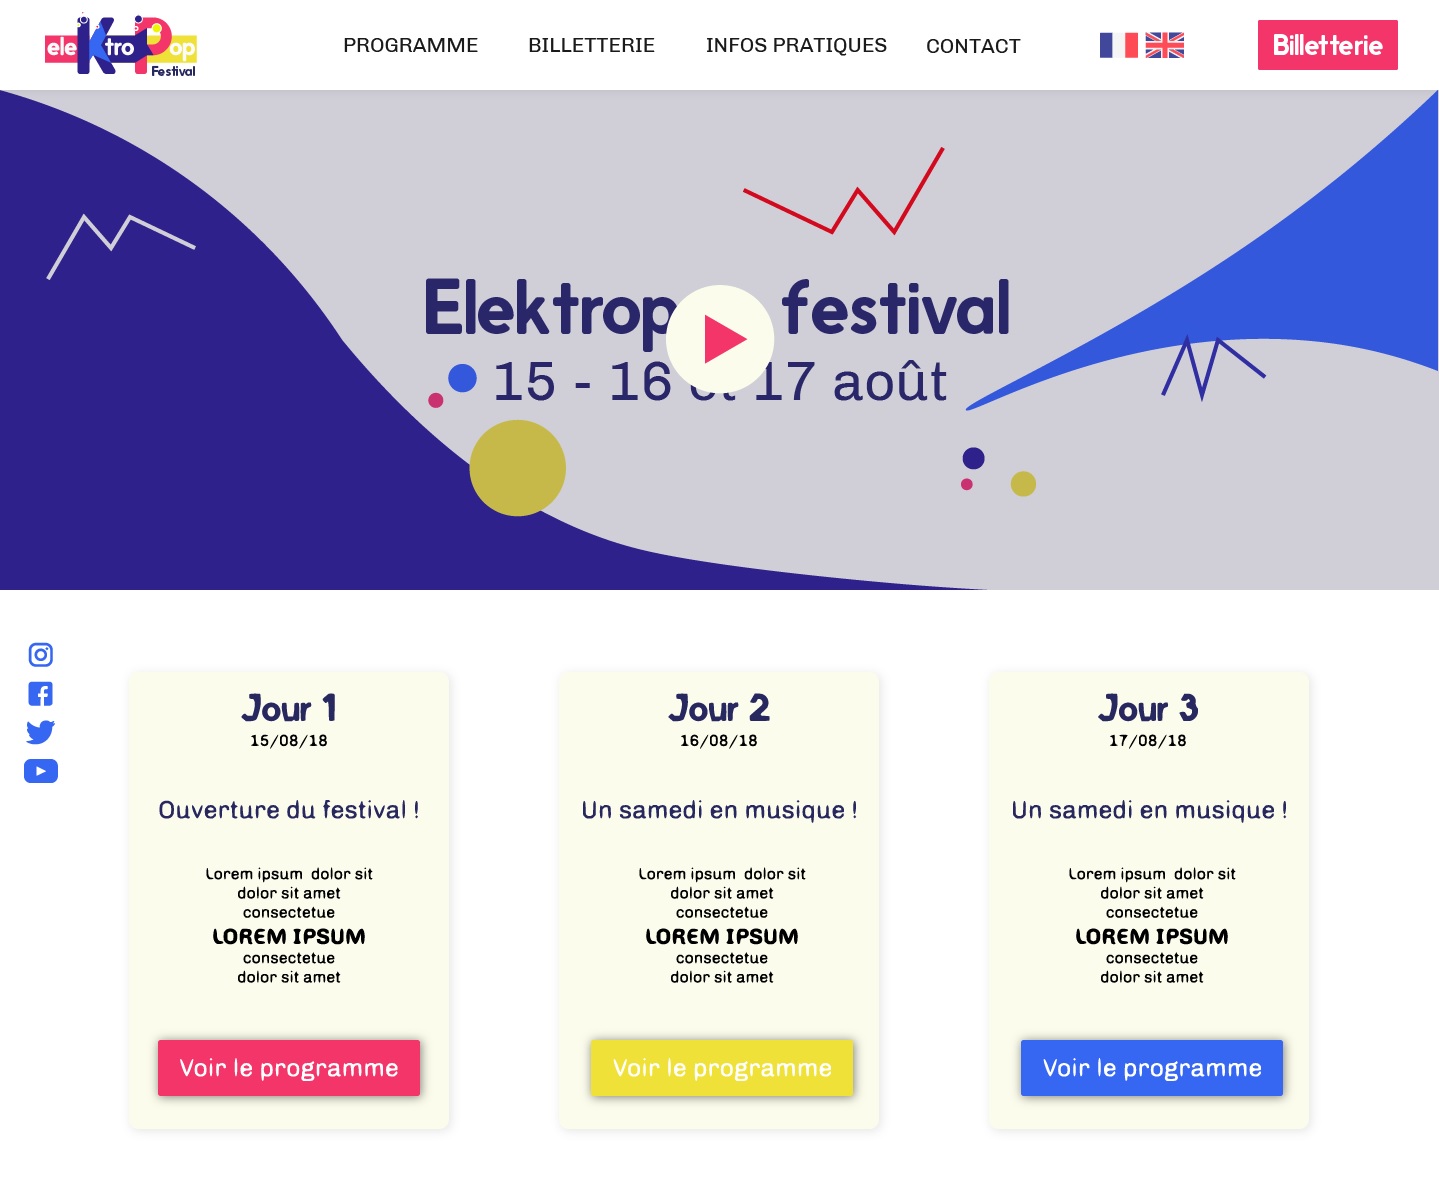 eleKtroPop
Festival
PROGRAMME
BILLETTERIE
INFOS PRATIQUES
CONTACT
Billetterie
Elektrop festival
15 - 16 et 17 août
Jour 1
15/08/18
Ouverture du festival !
Lorem ipsum dolor sit
dolor sit amet
consectetue
LOREM IPSUM
consectetue
dolor sit amet
Voir le programme
Jour 2
16/08/18
Un samedi en musique !
Lorem ipsum dolor sit
dolor sit amet
consectetue
LOREM IPSUM
consectetue
dolor sit amet
Voir le programme
Jour 3
17/08/18
Un samedi en musique !
Lorem ipsum dolor sit
dolor sit amet
consectetue
LOREM IPSUM
consectetue
dolor sit amet
Voir le programme